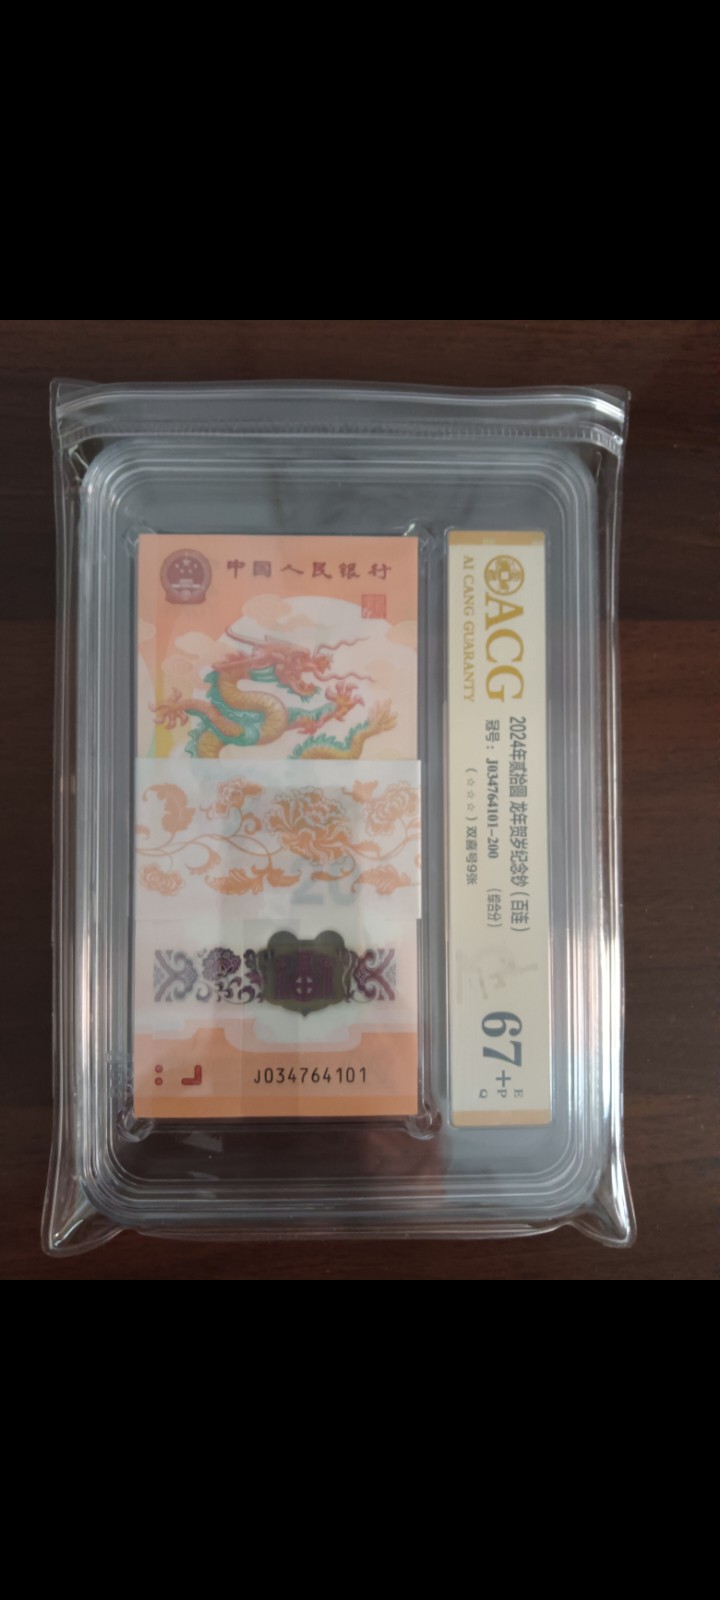 中国人民银行
20
J034764101
ACG
AI CANG GUARANTY
2024年贰拾圆 龙年贺岁纪念钞（百连）
冠号：J034764101-200 （综合分）
（☆☆☆）双喜号9张
67+
E
P
Q